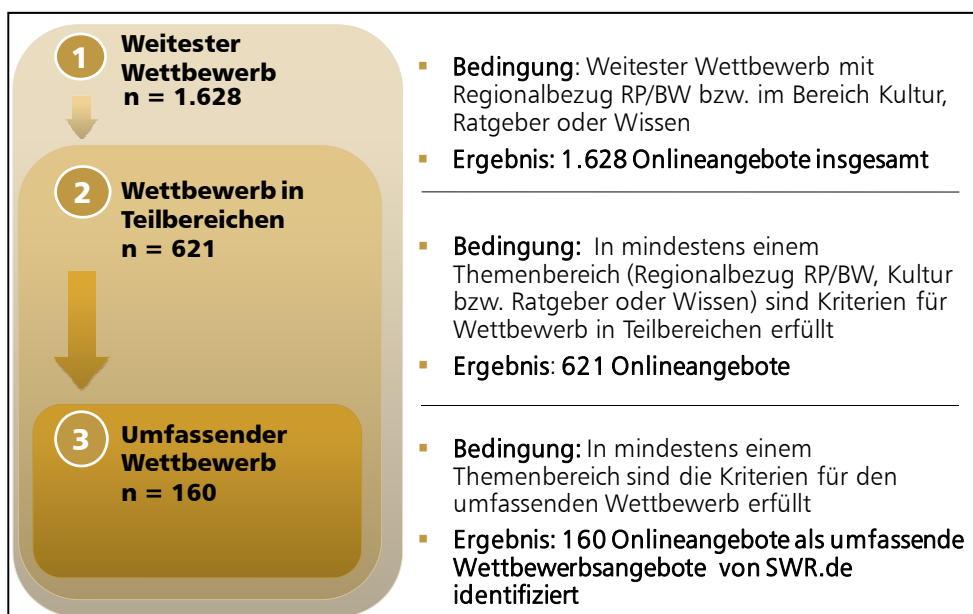 1
Weitester
Wettbewerb
n = 1.628
▪ Bedingung: Weitester Wettbewerb mit
Regionalbezug RP/BW bzw. im Bereich Kultur,
Ratgeber oder Wissen
▪ Ergebnis: 1.628 Onlineangebote insgesamt
2
Wettbewerb in
Teilbereichen
n = 621
▪ Bedingung: In mindestens einem
Themenbereich (Regionalbezug RP/BW, Kultur
bzw. Ratgeber oder Wissen) sind Kriterien für
Wettbewerb in Teilbereichen erfüllt
▪ Ergebnis: 621 Onlineangebote
3
Umfassender
Wettbewerb
n = 160
▪ Bedingung: In mindestens einem
Themenbereich sind die Kriterien für den
umfassenden Wettbewerb erfüllt
▪ Ergebnis: 160 Onlineangebote als umfassende
Wettbewerbsangebote von SWR.de
identifiziert